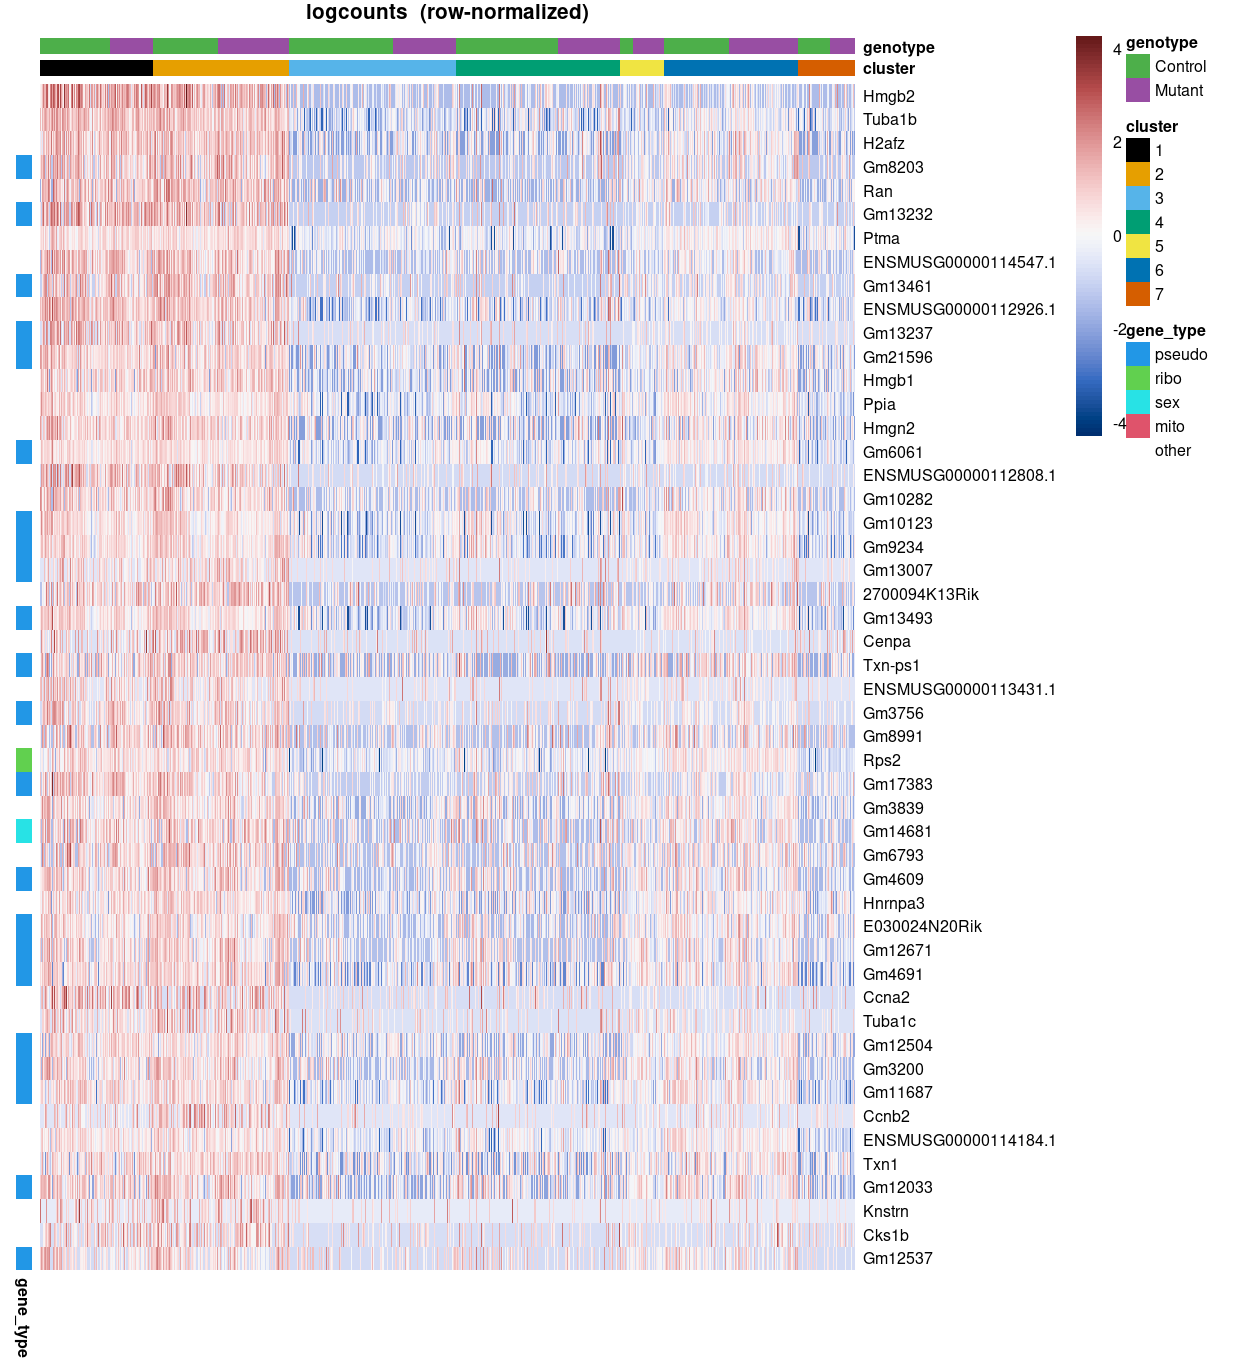 logcounts (row-normalized)
genotype
cluster
Hmgb2
Tuba1b
H2afz
Gm8203
Ran
Gm13232
Ptma
ENSMUSG00000114547.1
Gm13461
ENSMUSG00000112926.1
Gm13237
Gm21596
Hmgb1
Ppia
Hmgn2
Gm6061
ENSMUSG00000112808.1
Gm10282
Gm10123
Gm9234
Gm13007
2700094K13Rik
Gm13493
Cenpa
Txn-ps1
ENSMUSG00000113431.1
Gm3756
Gm8991
Rps2
Gm17383
Gm3839
Gm14681
Gm6793
Gm4609
Hnrnpa3
E030024N20Rik
Gm12671
Gm4691
Ccna2
Tuba1c
Gm12504
Gm3200
Gm11687
Ccnb2
ENSMUSG00000114184.1
Txn1
Gm12033
Knstrn
Cks1b
Gm12537
gene_type
4
2
0
-2
-4
genotype
Control
Mutant
cluster
1
2
3
4
5
6
7
gene_type
pseudo
ribo
sex
mito
other